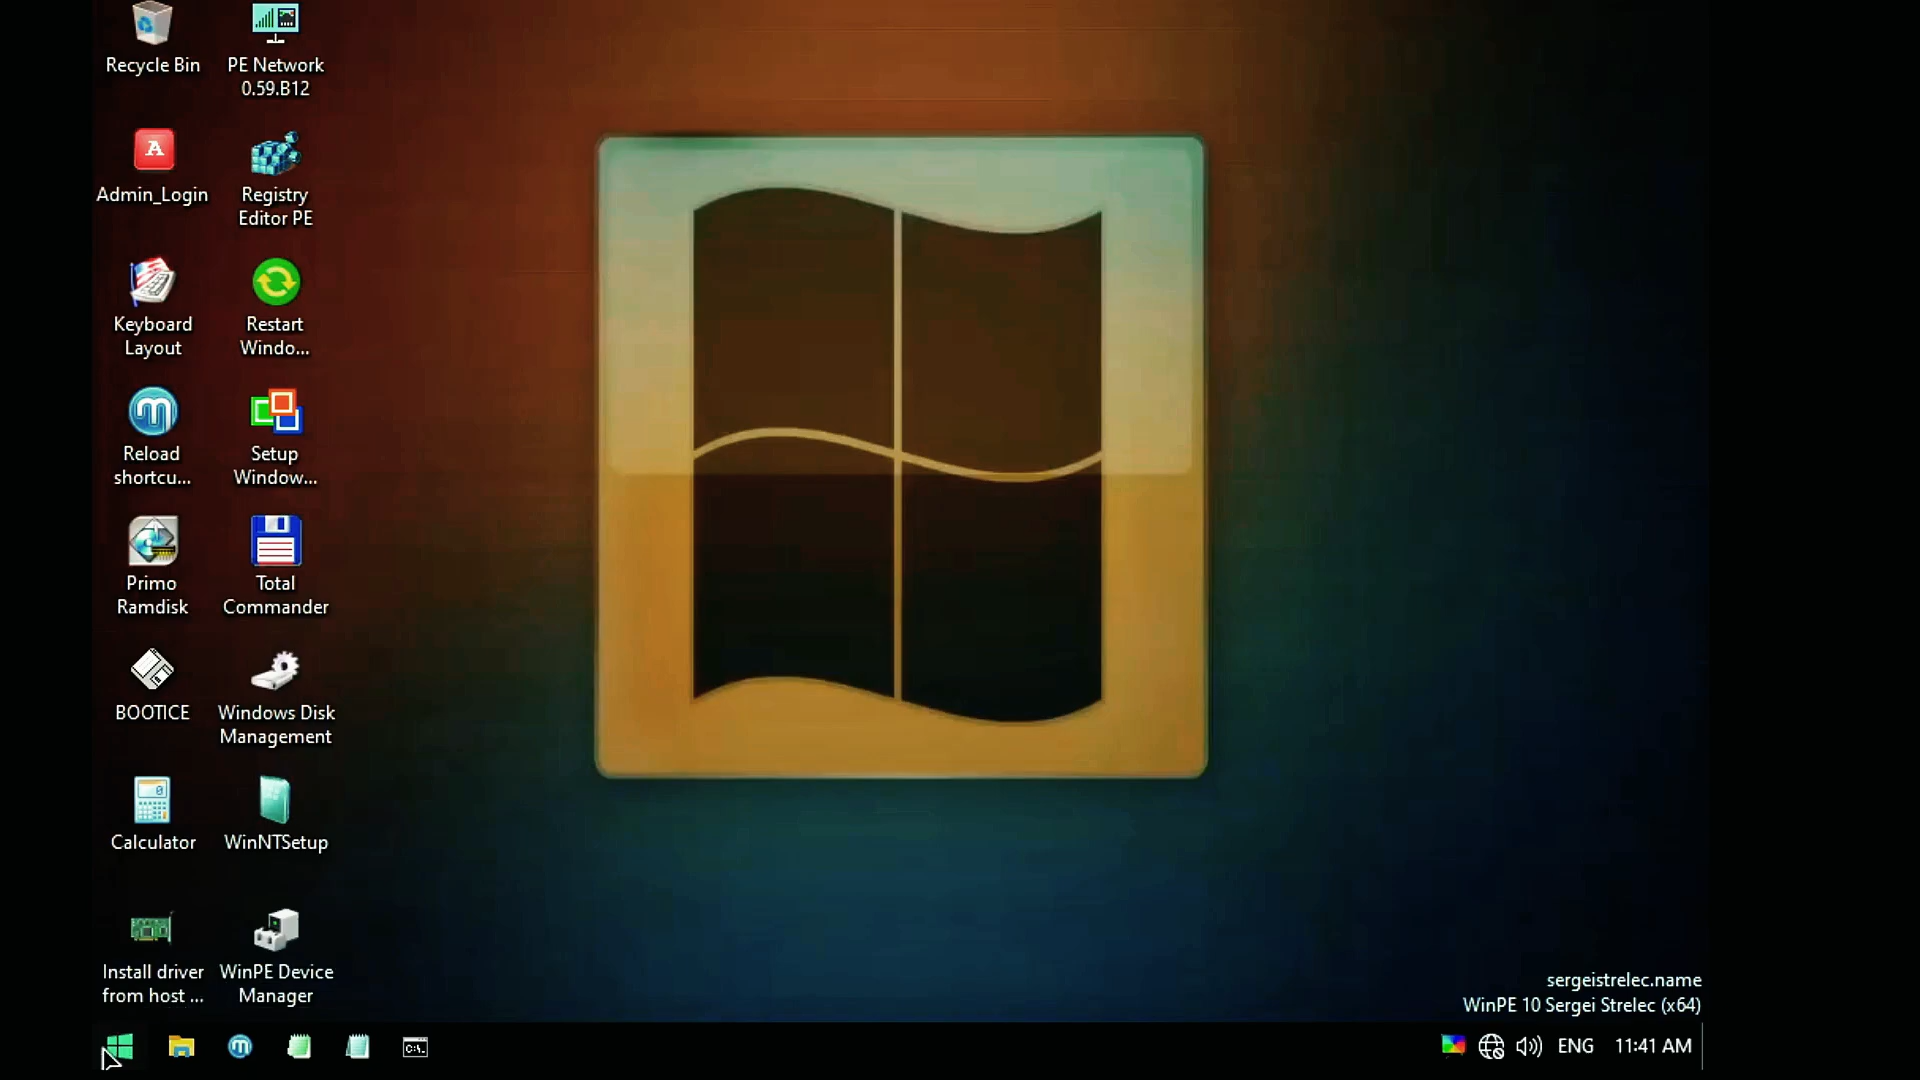 Recycle Bin
PE Network
0.59.B12
Admin_Login
Registry
Editor PE
Keyboard
Layout
Restart
Windo...
Reload
shortcu...
Setup
Window...
Primo
Ramdisk
Total
Commander
BOOTICE
Windows Disk
Management
Calculator
WinNTSetup
Install driver
from host ...
WinPE Device
Manager
sergeistrelec.name
WinPE 10 Sergei Strelec (x64)
ENG 11:41 AM